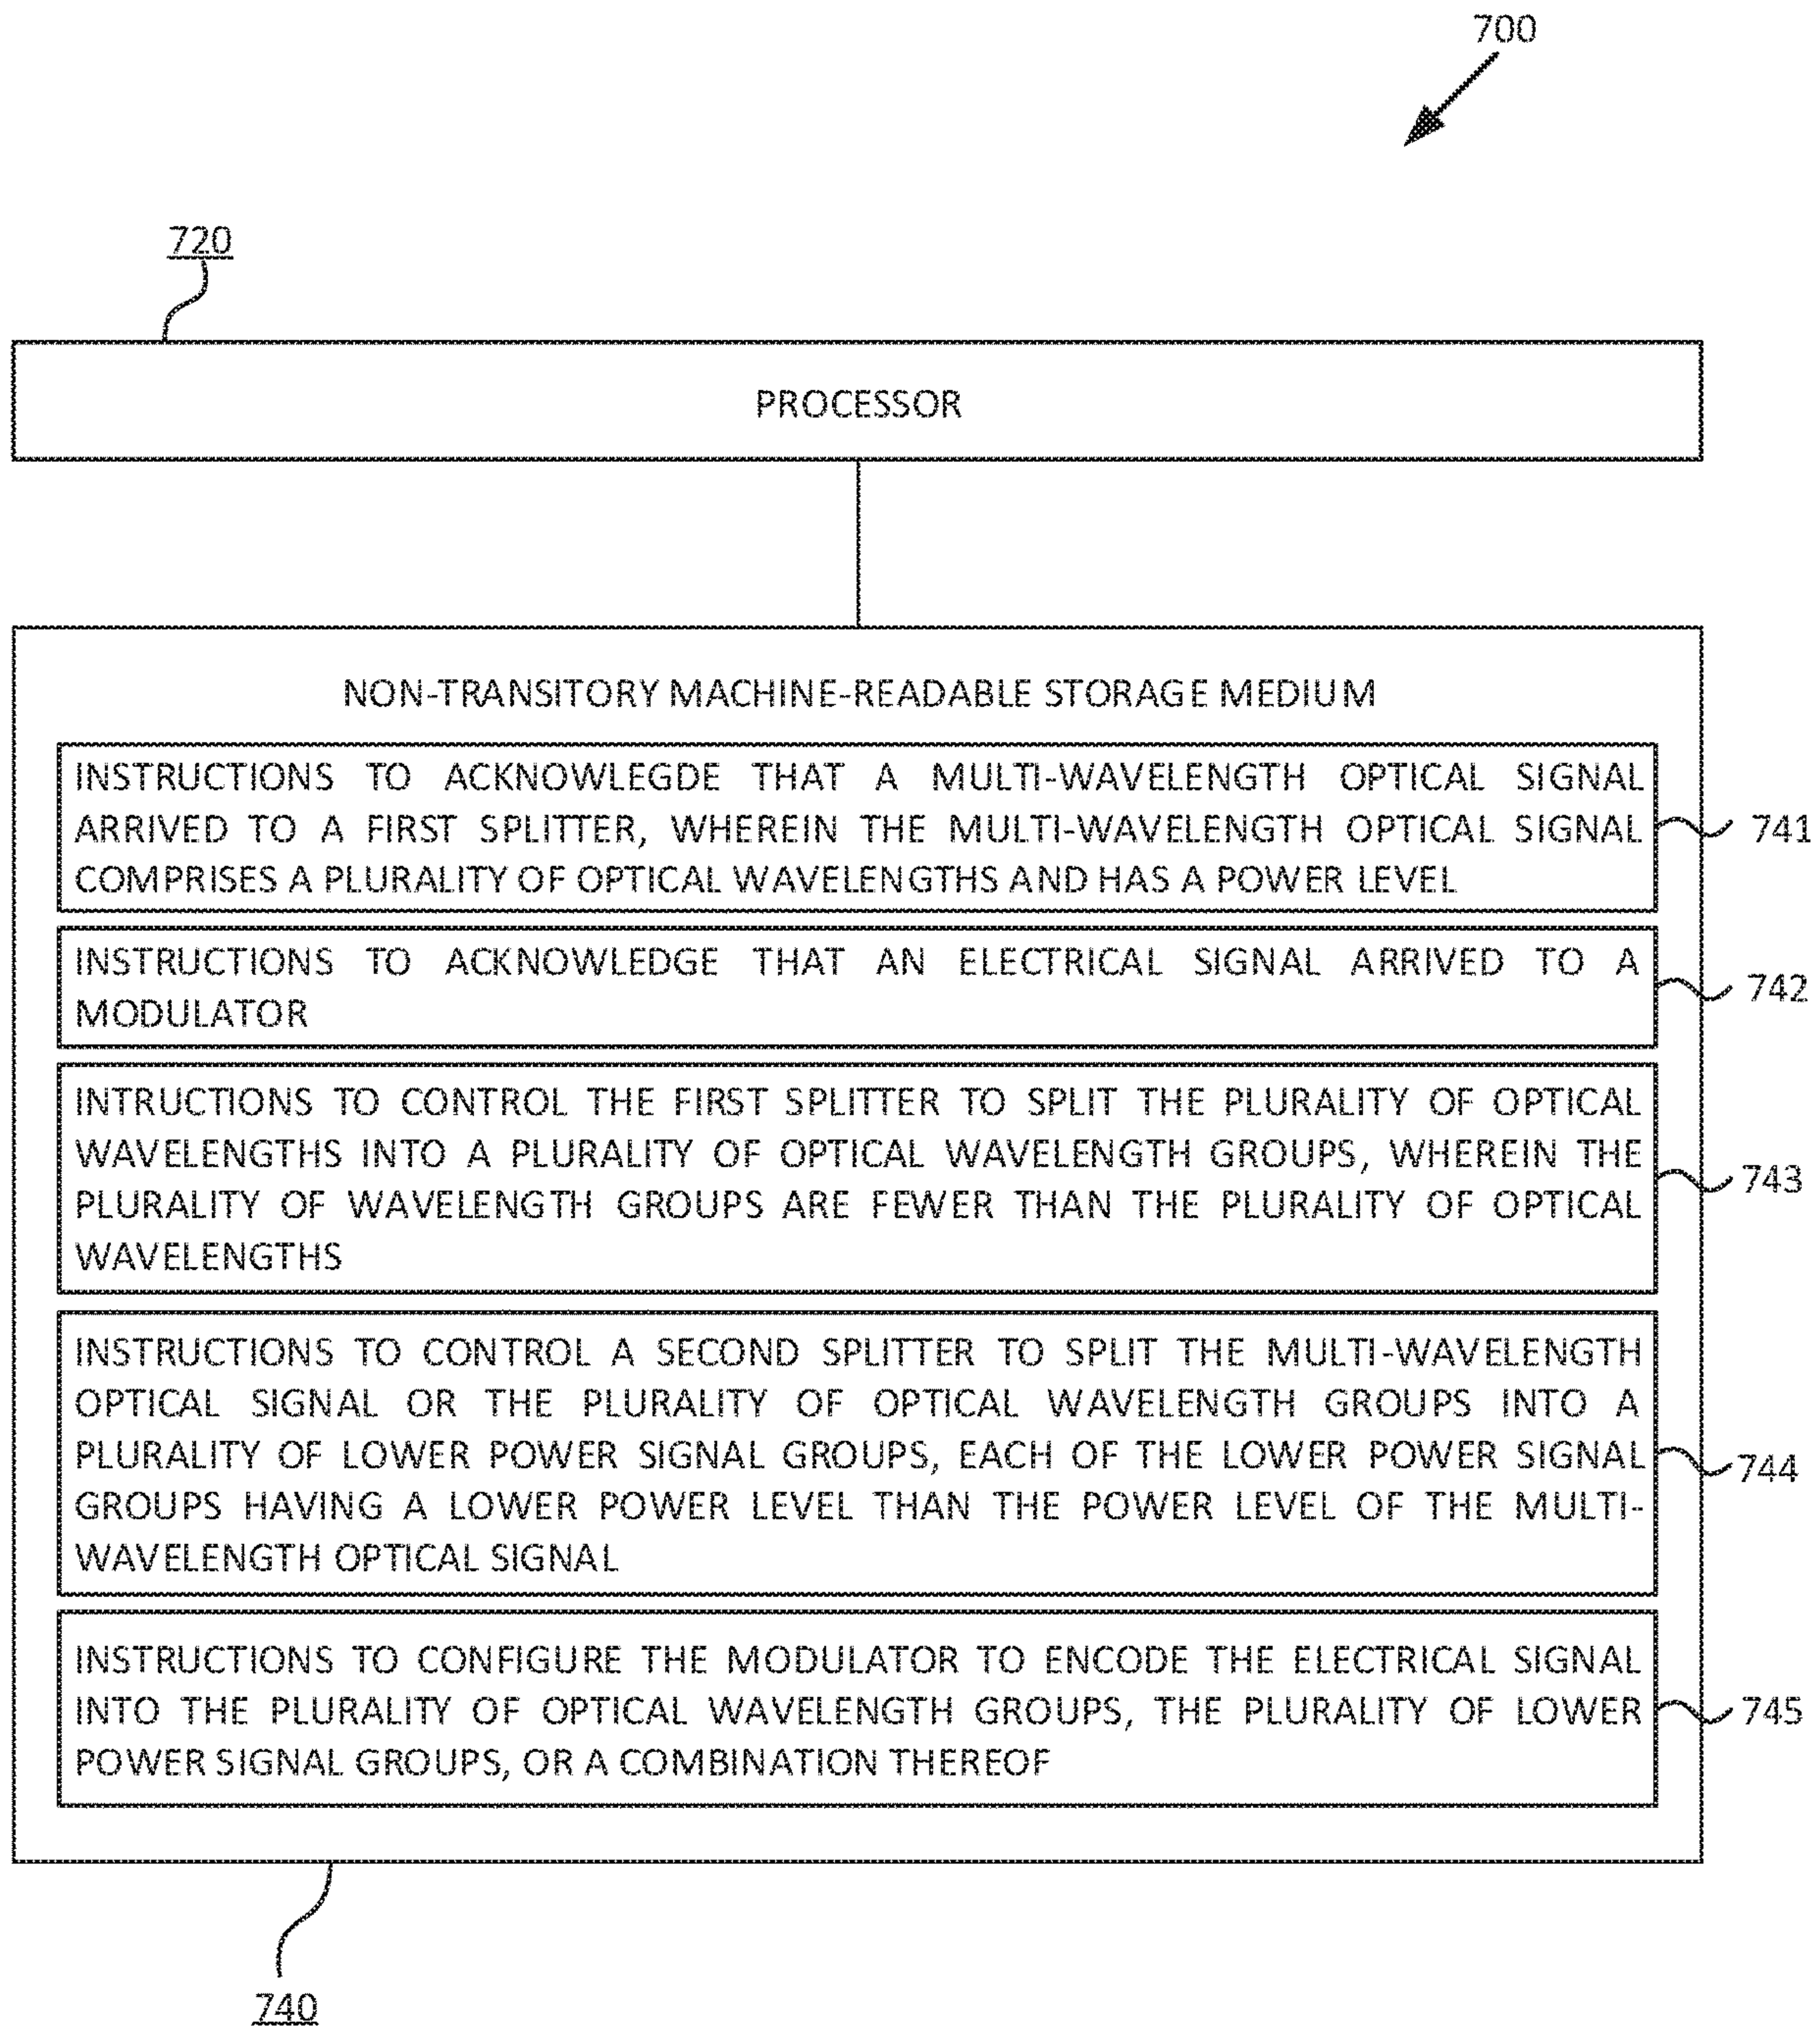 700
720
PROCESSOR
NON-TRANSITORY MACHINE-READABLE STORAGE MEDIUM
INSTRUCTIONS TO ACKNOWLEGDE THAT A MULTI-WAVELENGTH OPTICAL SIGNAL
ARRIVED TO A FIRST SPLITTER, WHEREIN THE MULTI-WAVELENGTH OPTICAL SIGNAL
COMPRISES A PLURALITY OF OPTICAL WAVELENGTHS AND HAS A POWER LEVEL
741
INSTRUCTIONS TO ACKNOWLEDGE THAT AN ELECTRICAL SIGNAL ARRIVED TO A
MODULATOR
742
INTRUCTIONS TO CONTROL THE FIRST SPLITTER TO SPLIT THE PLURALITY OF OPTICAL
WAVELENGTHS INTO A PLURALITY OF OPTICAL WAVELENGTH GROUPS, WHEREIN THE
PLURALITY OF WAVELENGTH GROUPS ARE FEWER THAN THE PLURALITY OF OPTICAL
WAVELENGTHS
743
INSTRUCTIONS TO CONTROL A SECOND SPLITTER TO SPLIT THE MULTI-WAVELENGTH
OPTICAL SIGNAL OR THE PLURALITY OF OPTICAL WAVELENGTH GROUPS INTO A
PLURALITY OF LOWER POWER SIGNAL GROUPS, EACH OF THE LOWER POWER SIGNAL
GROUPS HAVING A LOWER POWER LEVEL THAN THE POWER LEVEL OF THE MULTI-
WAVELENGTH OPTICAL SIGNAL
744
INSTRUCTIONS TO CONFIGURE THE MODULATOR TO ENCODE THE ELECTRICAL SIGNAL
INTO THE PLURALITY OF OPTICAL WAVELENGTH GROUPS, THE PLURALITY OF LOWER
POWER SIGNAL GROUPS, OR A COMBINATION THEREOF
745
740